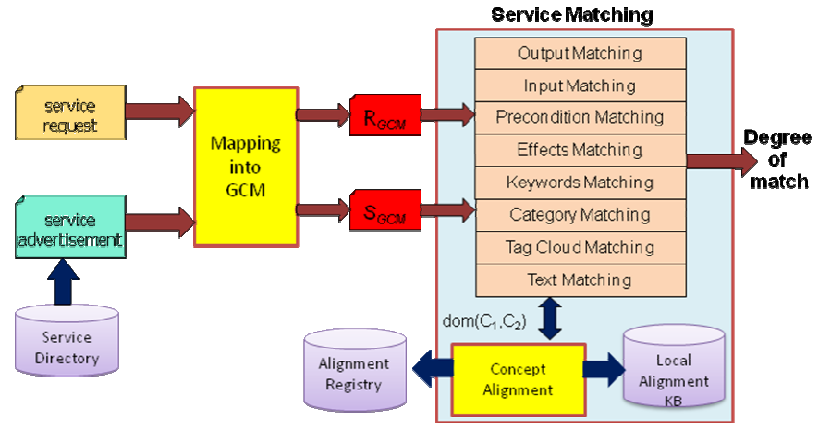 Service Matching
service
request
Mapping
into
GCM
R GCM
S GCM
service
advertisement
Service
Directory
Output Matching
Input Matching
Precondition Matching
Effects Matching
Keywords Matching
Category Matching
Tag Cloud Matching
Text Matching
Degree
of
match
dom(C1,C2)
Alignment
Registry
Concept
Alignment
Local
Alignment
KB